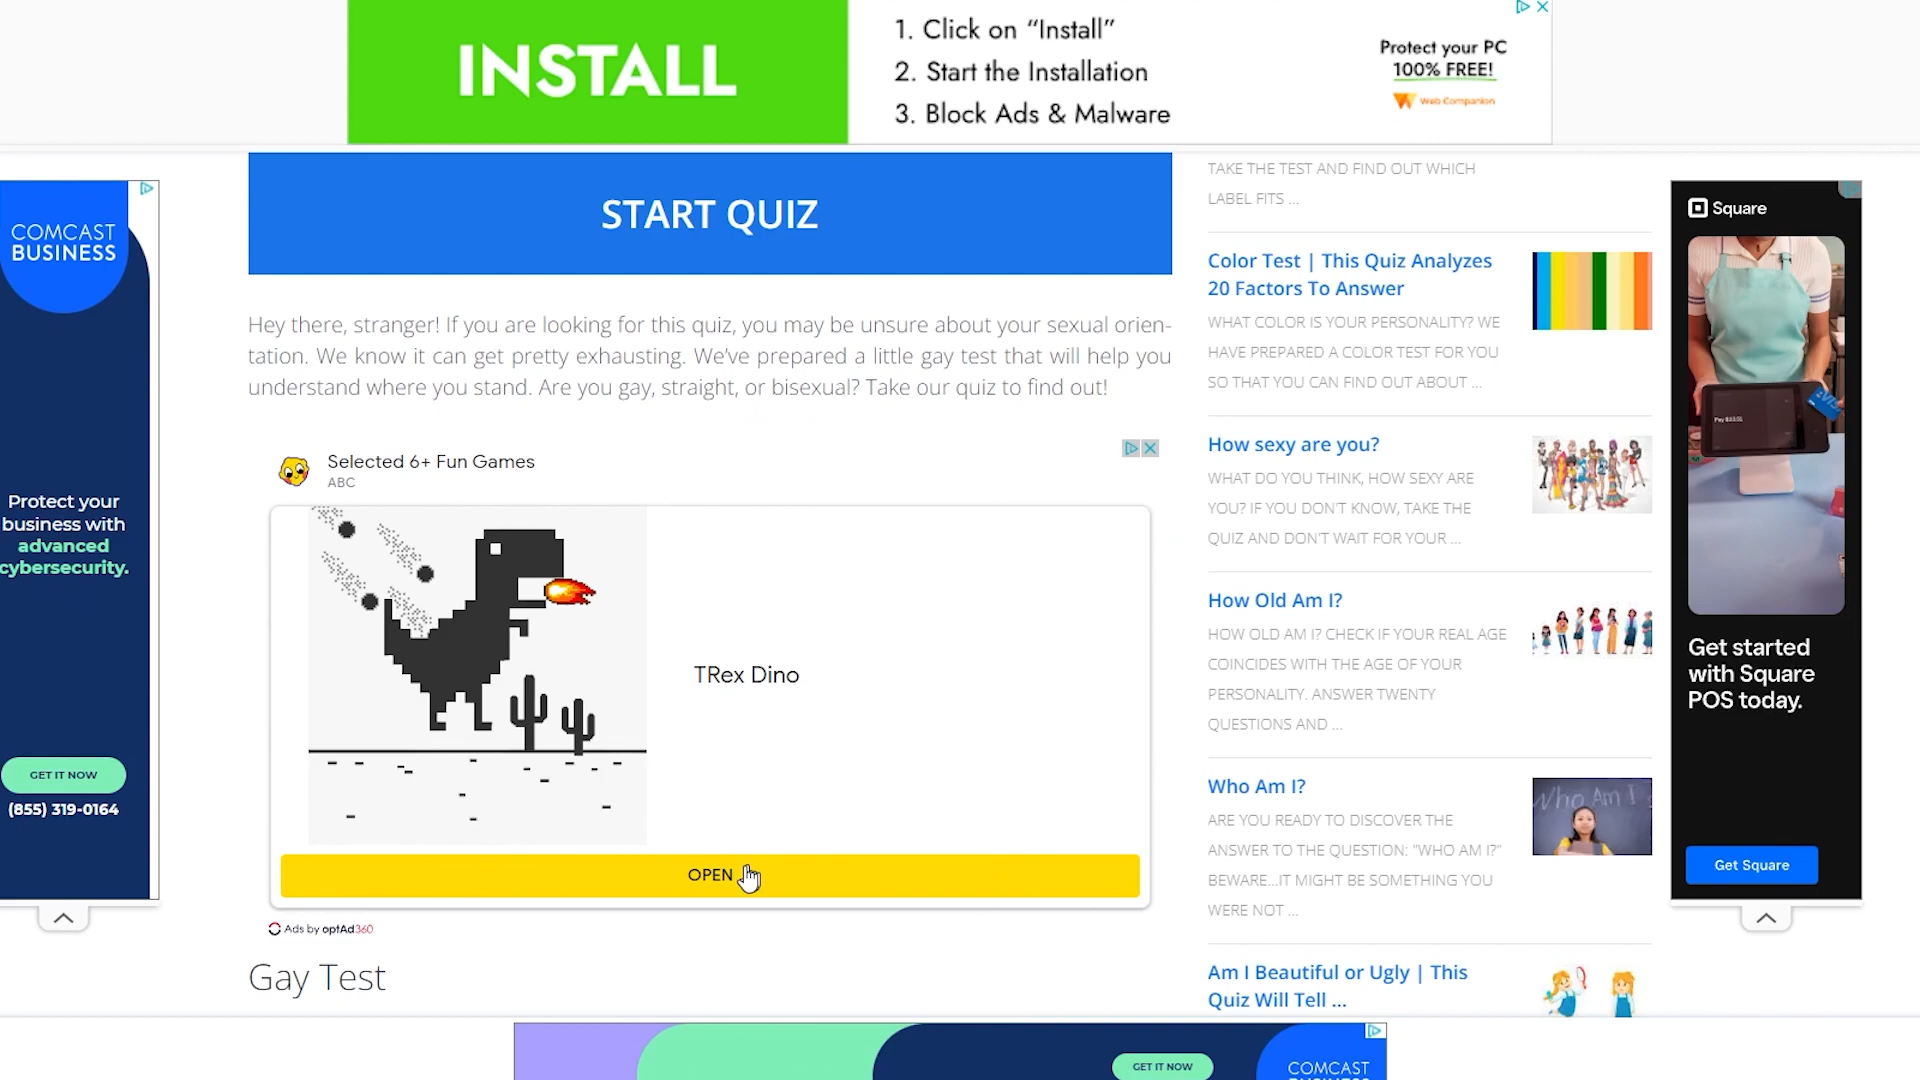 INSTALL
1. Click on “Install”
2. Start the Installation
3. Block Ads & Malware
Protect your PC
100% FREE!
Web Companion
COMCAST
BUSINESS
Protect your
business with
advanced
cybersecurity.
GET IT NOW
(855) 319-0164
START QUIZ
Hey there, stranger! If you are looking for this quiz, you may be unsure about your sexual orien-
tation. We know it can get pretty exhausting. We’ve prepared a little gay test that will help you
understand where you stand. Are you gay, straight, or bisexual? Take our quiz to find out!
Selected 6+ Fun Games
ABC
TRex Dino
OPEN
Ads by optAd360
Gay Test
TAKE THE TEST AND FIND OUT WHICH
LABEL FITS ...
Color Test | This Quiz Analyzes
20 Factors To Answer
WHAT COLOR IS YOUR PERSONALITY? WE
HAVE PREPARED A COLOR TEST FOR YOU
SO THAT YOU CAN FIND OUT ABOUT ...
How sexy are you?
WHAT DO YOU THINK, HOW SEXY ARE
YOU? IF YOU DON'T KNOW, TAKE THE
QUIZ AND DON'T WAIT FOR YOUR ...
How Old Am I?
HOW OLD AM I? CHECK IF YOUR REAL AGE
COINCIDES WITH THE AGE OF YOUR
PERSONALITY. ANSWER TWENTY
QUESTIONS AND ...
Who Am I?
Who Am I
ARE YOU READY TO DISCOVER THE
ANSWER TO THE QUESTION: "WHO AM I?"
BEWARE...IT MIGHT BE SOMETHING YOU
WERE NOT ...
Am I Beautiful or Ugly | This
Quiz Will Tell ...
Square
VISA
Get started
with Square
POS today.
Get Square
GET IT NOW
COMCAST